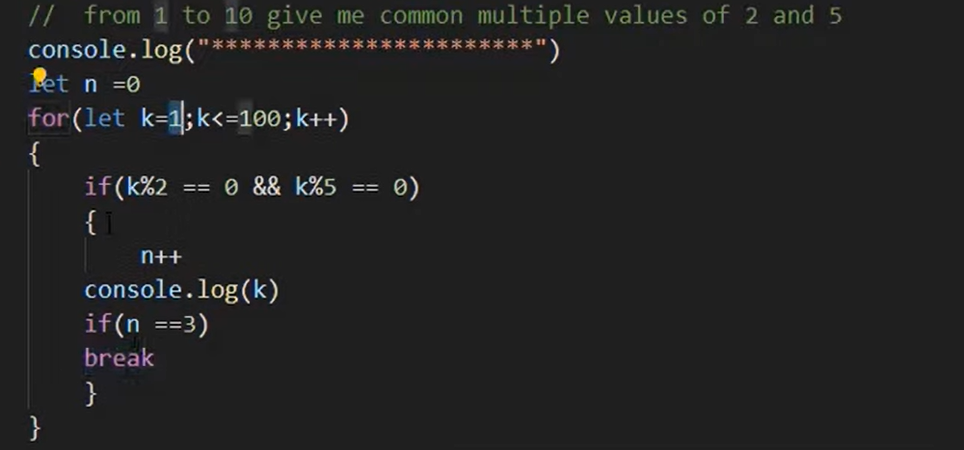 // from 1 to 10 give me common multiple values of 2 and 5
console.log("***********************")
let n =0
for(let k=1;k<=100;k++)
{
if(k%2 == 0 && k%5 == 0)
{
n++
console.log(k)
if(n ==3)
break
}
}